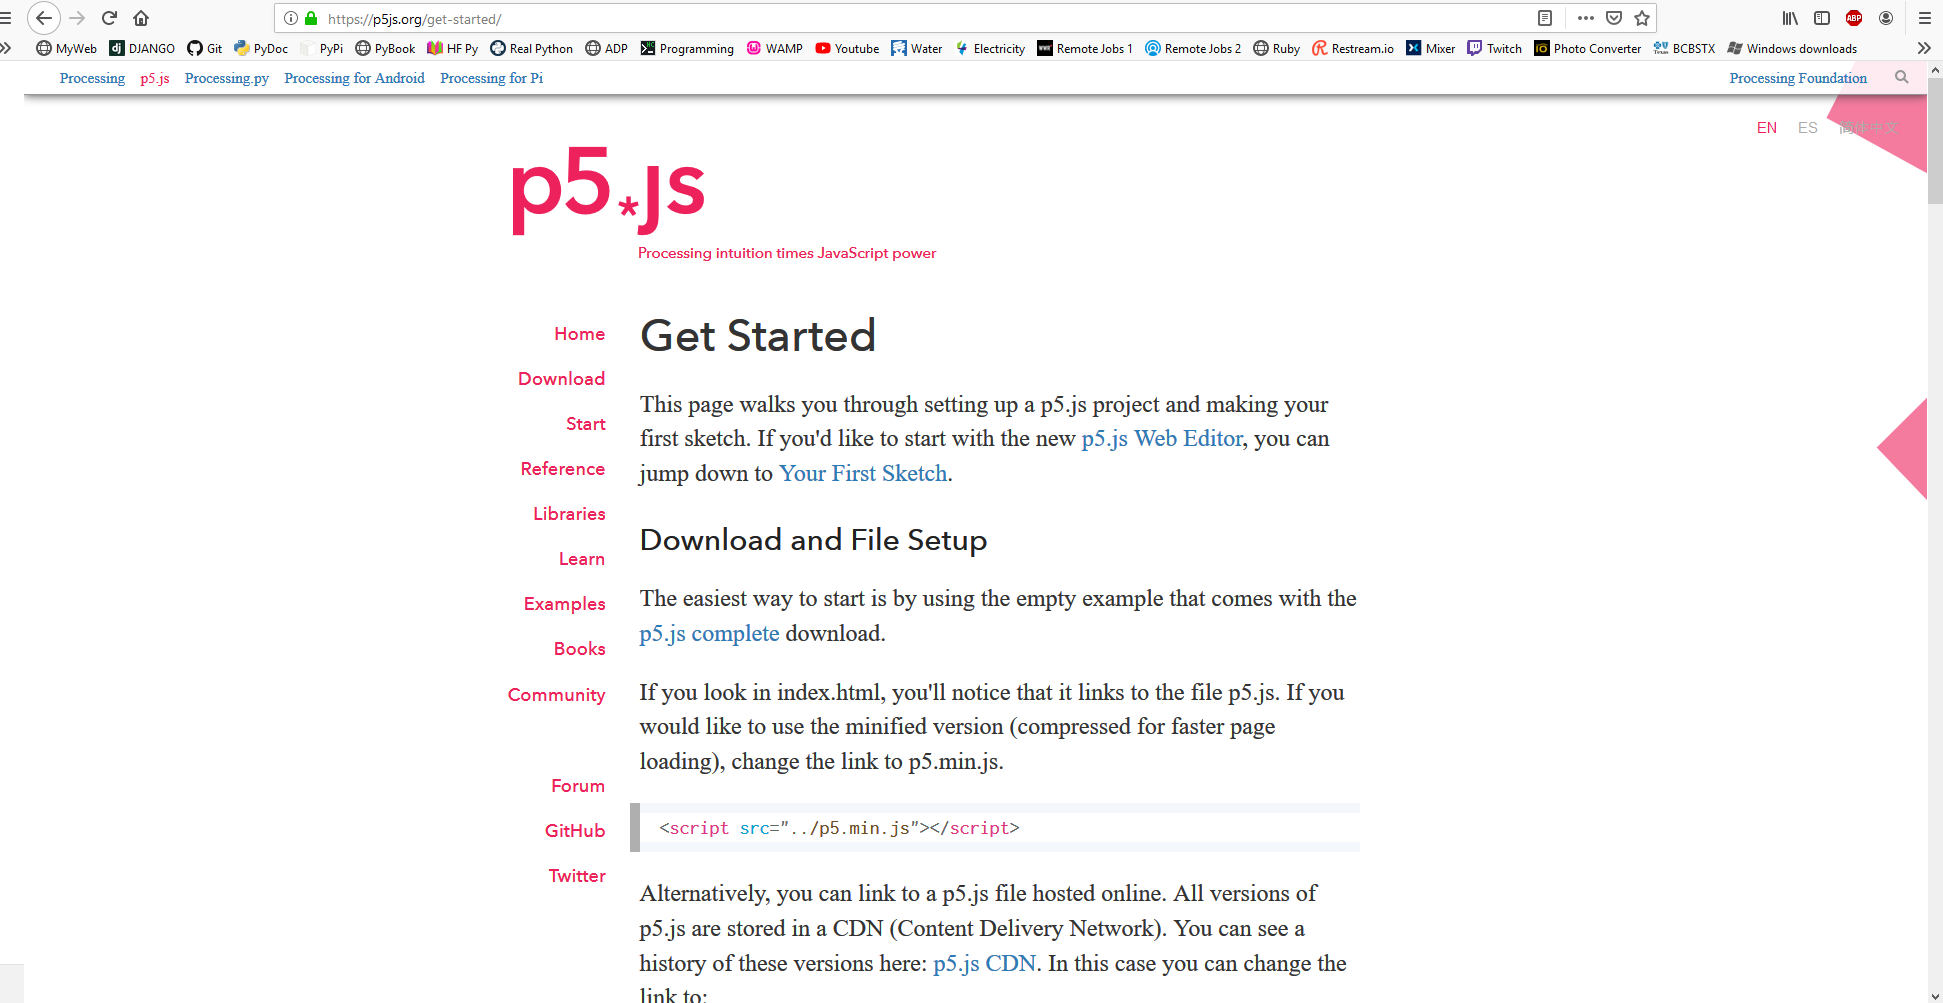 https://p5js.org/get-started/
MyWeb DJANGO Git PyDoc PyPi PyBook HF Py Real Python ADP Programming WAMP Youtube Water Electricity Remote Jobs 1 Remote Jobs 2 Ruby Restream.io Mixer Twitch Photo Converter BCBSTX Windows downloads
Processing p5.js Processing.py Processing for Android Processing for Pi Processing Foundation
EN ES 简体中文
p5*js
Processing intuition times JavaScript power
Home
Download
Start
Reference
Libraries
Learn
Examples
Books
Community
Forum
GitHub
Twitter
Get Started
This page walks you through setting up a p5.js project and making your
first sketch. If you'd like to start with the new p5.js Web Editor, you can
jump down to Your First Sketch.
Download and File Setup
The easiest way to start is by using the empty example that comes with the
p5.js complete download.
If you look in index.html, you'll notice that it links to the file p5.js. If you
would like to use the minified version (compressed for faster page
loading), change the link to p5.min.js.
<script src="../p5.min.js"></script>
Alternatively, you can link to a p5.js file hosted online. All versions of
p5.js are stored in a CDN (Content Delivery Network). You can see a
history of these versions here: p5.js CDN. In this case you can change the
link to: